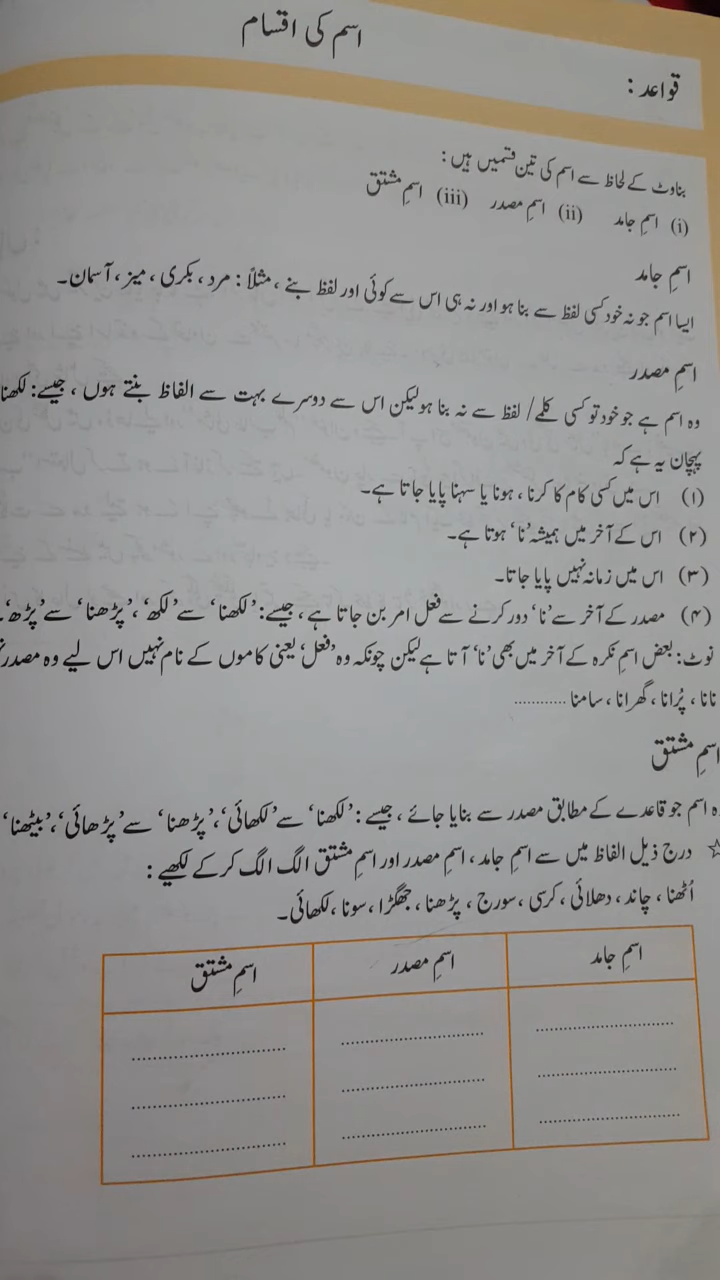 اسم کی اقسام
قواعد :
بناوٹ کے لحاظ سے اسم کی تین قسمیں ہیں :
(i) اسمِ جامد (ii) اسمِ مصدر (iii) اسمِ مشتق
اسمِ جامد
ایسا اسم جو نہ خود کسی لفظ سے بنا ہو اور نہ ہی اس سے کوئی اور لفظ بنے ، مثلاً : مرد ، بکری ، میز ، آسمان۔
اسمِ مصدر
وہ اسم ہے جو خود تو کسی کلمے/ لفظ سے نہ بنا ہو لیکن اس سے دوسرے بہت سے الفاظ بنتے ہوں ، جیسے: لکھنا
پہچان یہ ہے کہ
(۱) اس میں کسی کام کا کرنا ، ہونا یا سہنا پایا جاتا ہے۔
(۲) اس کے آخر میں ہمیشہ ’نا‘ ہوتا ہے۔
(۳) اس میں زمانہ نہیں پایا جاتا۔
(۴) مصدر کے آخر سے ’نا‘ دور کرنے سے فعل امر بن جاتا ہے ، جیسے: ’لکھنا‘ سے ’لکھ‘ ، ’پڑھنا‘ سے ’پڑھ‘۔
نوٹ: بعض اسمِ نکرہ کے آخر میں بھی ’نا‘ آتا ہے لیکن چونکہ وہ ’فعل‘ یعنی کاموں کے نام نہیں اس لیے وہ مصدر
نانا ، پُرانا ، گھرانا ، سامنا ............
اسمِ مشتق
ہ اسم جو قاعدے کے مطابق مصدر سے بنایا جائے ، جیسے : ’لکھنا‘ سے ’لکھائی‘ ، ’پڑھنا‘ سے ’پڑھائی‘ ، ’بیٹھنا‘
☆ درج ذیل الفاظ میں سے اسمِ جامد ، اسمِ مصدر اور اسمِ مشتق الگ الگ کرکے لکھیے :
اُٹھنا ، چاند ، دھلائی ، کرسی ، سورج ، پڑھنا ، جھگڑا ، سونا ، لکھائی۔
اسمِ جامد اسمِ مصدر اسمِ مشتق